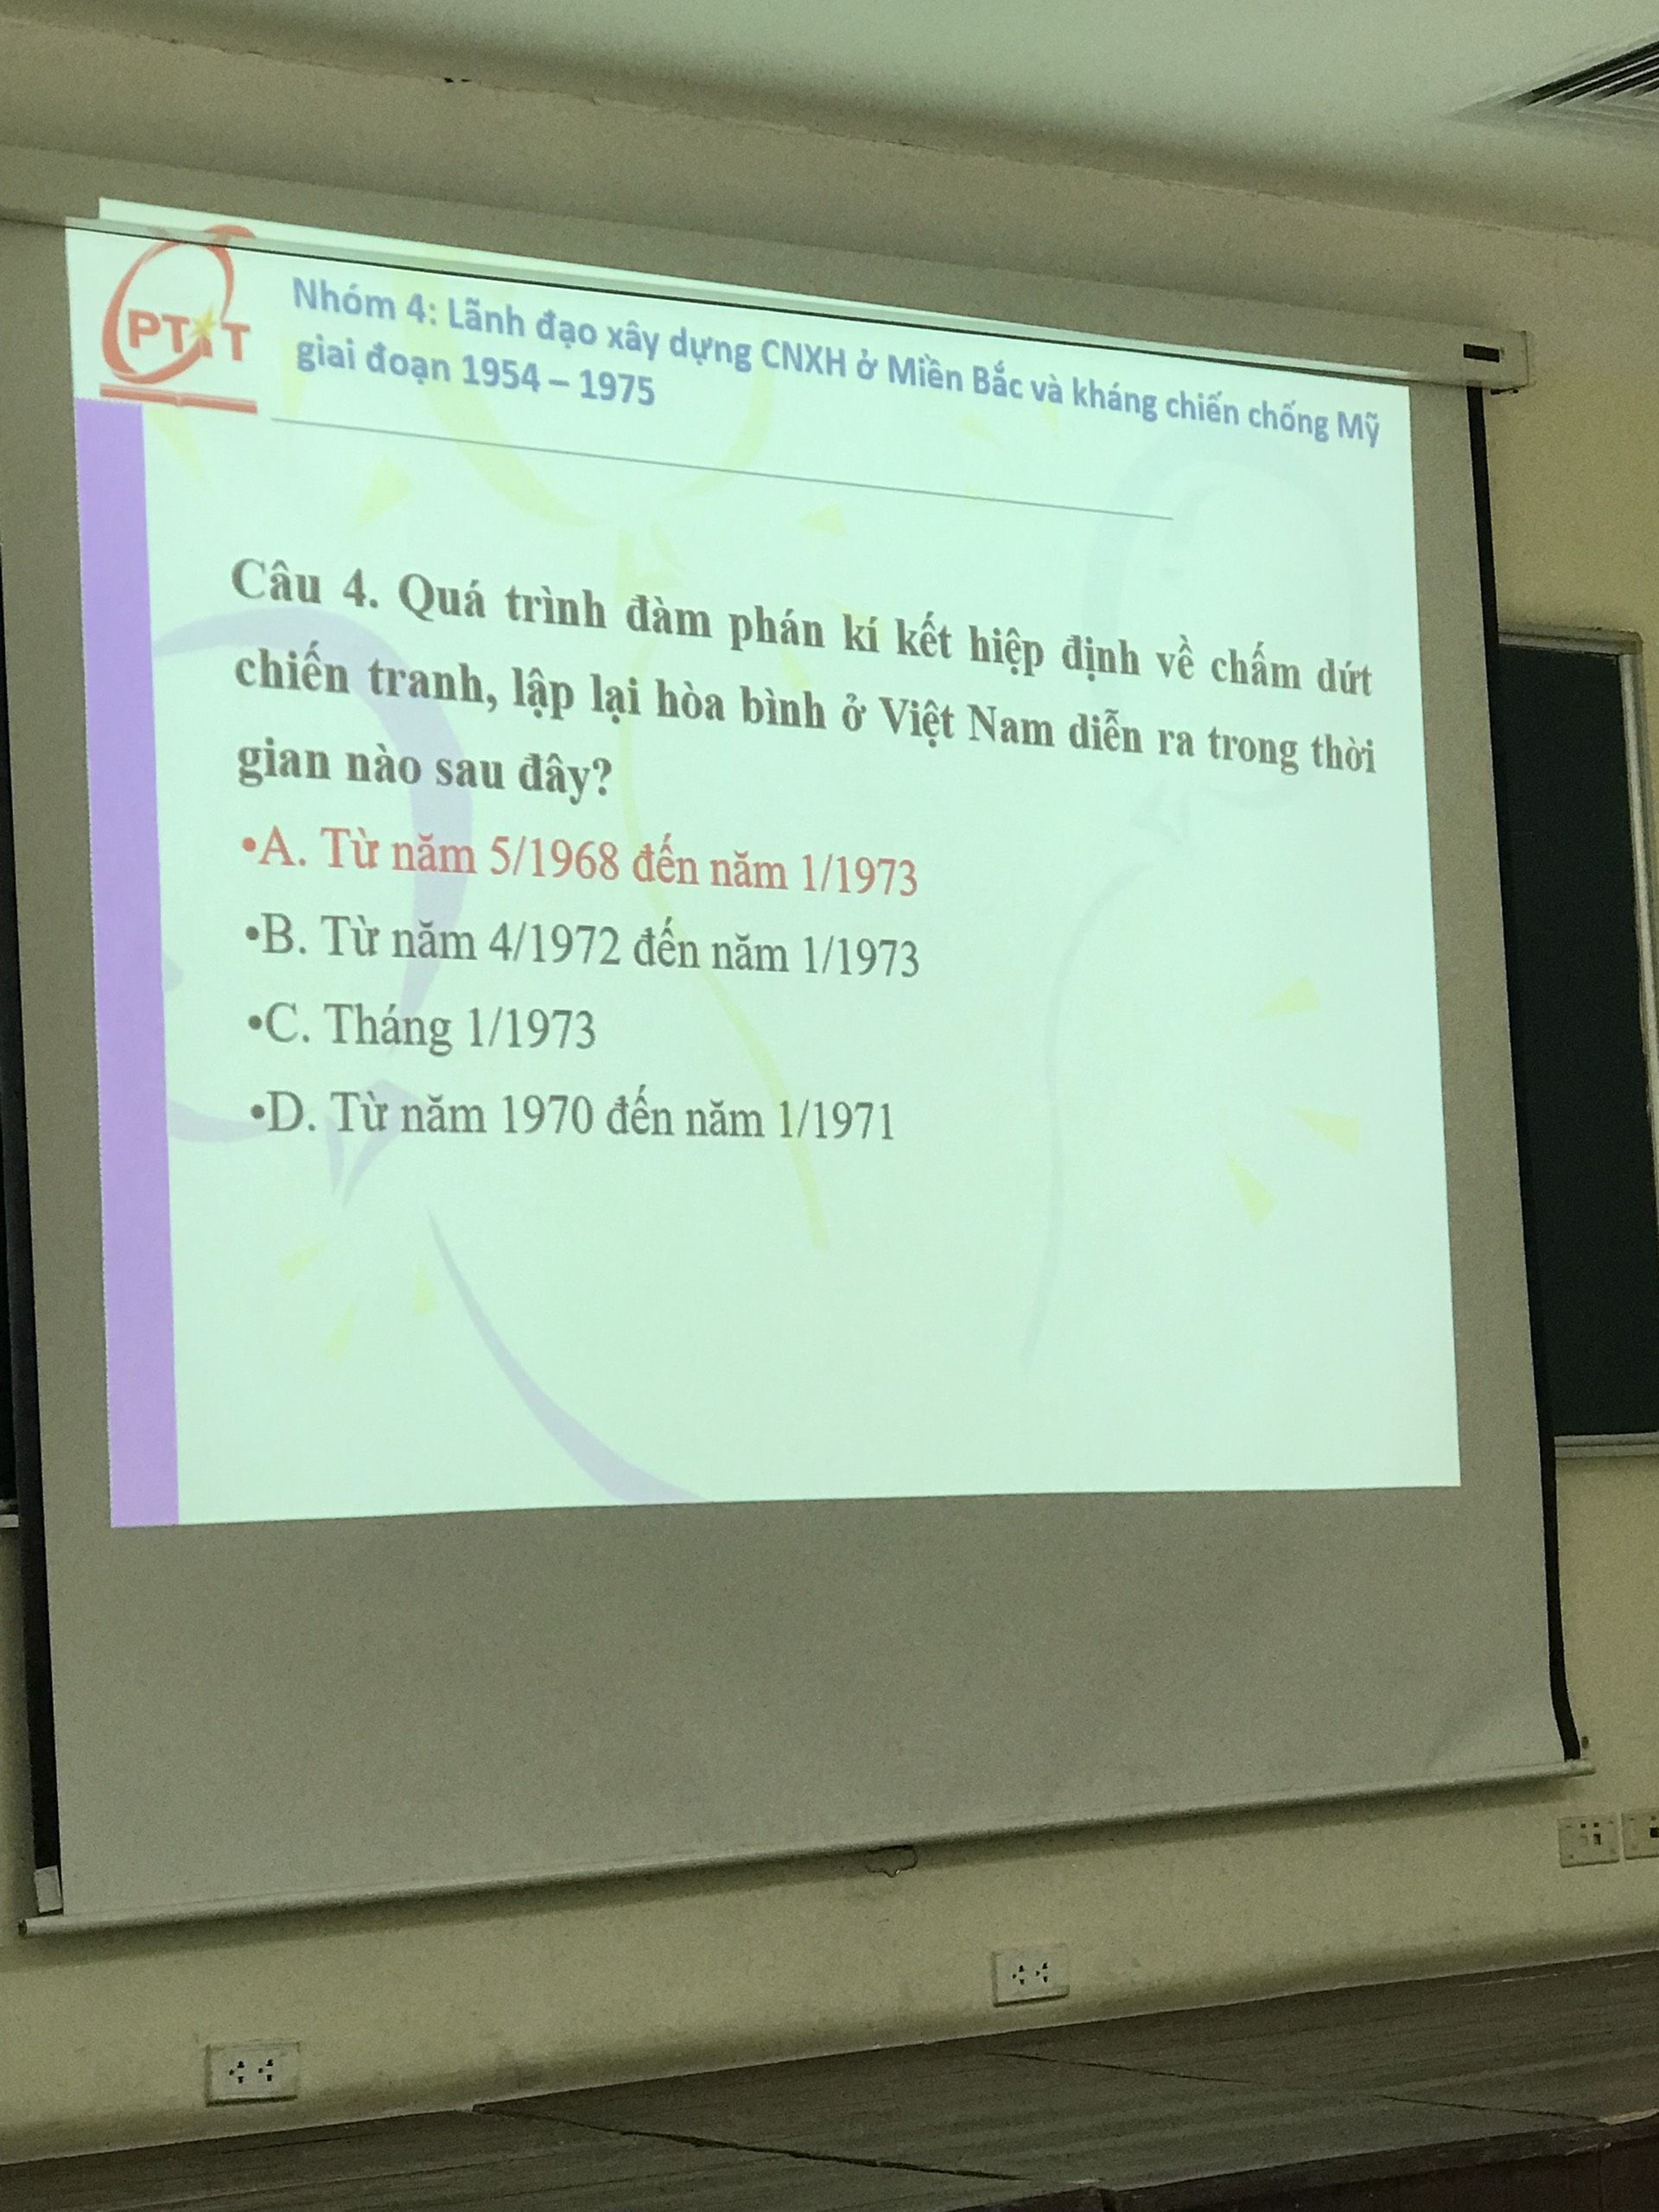 PTiT
Nhóm 4: Lãnh đạo xây dựng CNXH ở Miền Bắc và kháng chiến chống Mỹ
giai đoạn 1954 – 1975
Câu 4. Quá trình đàm phán kí kết hiệp định về chấm dứt
chiến tranh, lập lại hòa bình ở Việt Nam diễn ra trong thời
gian nào sau đây?
•A. Từ năm 5/1968 đến năm 1/1973
•B. Từ năm 4/1972 đến năm 1/1973
•C. Tháng 1/1973
•D. Từ năm 1970 đến năm 1/1971